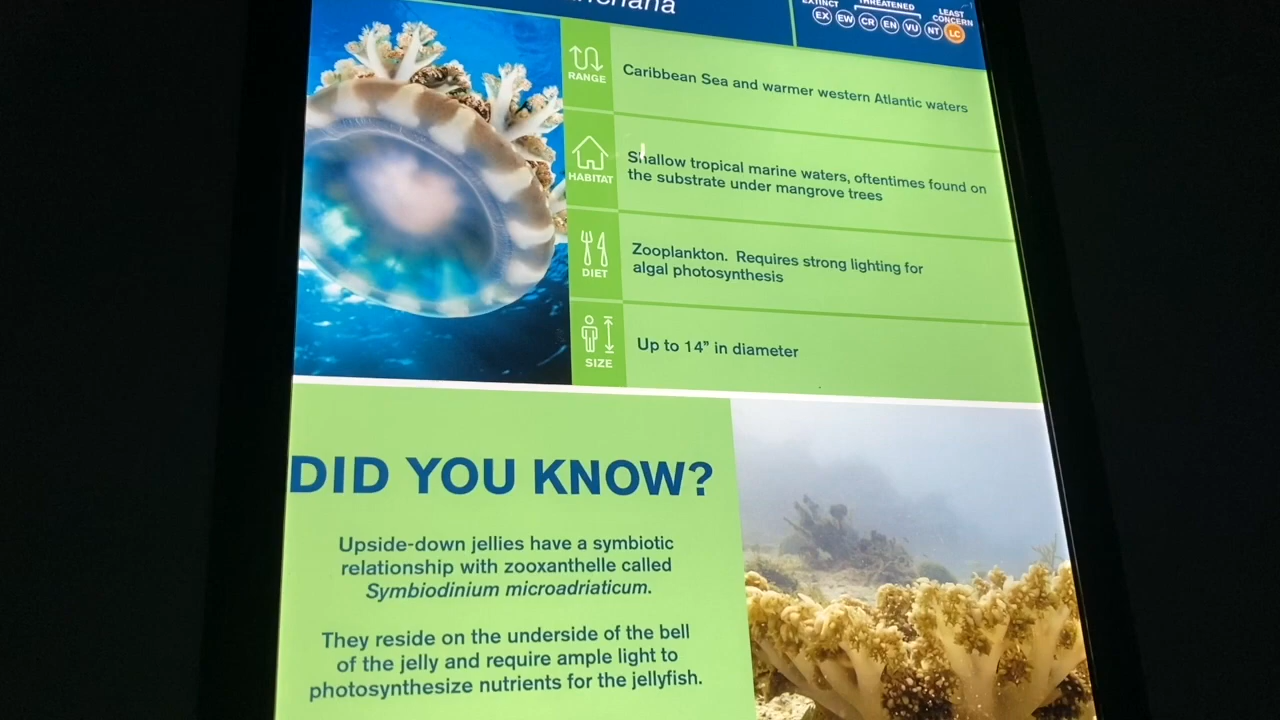 EXTINCT THREATENED LEAST CONCERN
EX EW CR EN VU NT LC
RANGE
Caribbean Sea and warmer western Atlantic waters
HABITAT
Shallow tropical marine waters, oftentimes found on
the substrate under mangrove trees
DIET
Zooplankton. Requires strong lighting for
algal photosynthesis
SIZE
Up to 14” in diameter
DID YOU KNOW?
Upside-down jellies have a symbiotic
relationship with zooxanthelle called
Symbiodinium microadriaticum.
They reside on the underside of the bell
of the jelly and require ample light to
photosynthesize nutrients for the jellyfish.